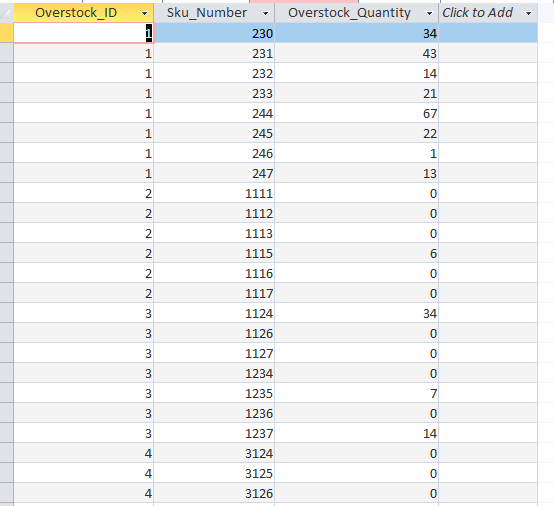 Overstock_ID Sku_Number Overstock_Quantity Click to Add
1 230 34
1 231 43
1 232 14
1 233 21
1 244 67
1 245 22
1 246 1
1 247 13
2 1111 0
2 1112 0
2 1113 0
2 1115 6
2 1116 0
2 1117 0
3 1124 34
3 1126 0
3 1127 0
3 1234 0
3 1235 7
3 1236 0
3 1237 14
4 3124 0
4 3125 0
4 3126 0